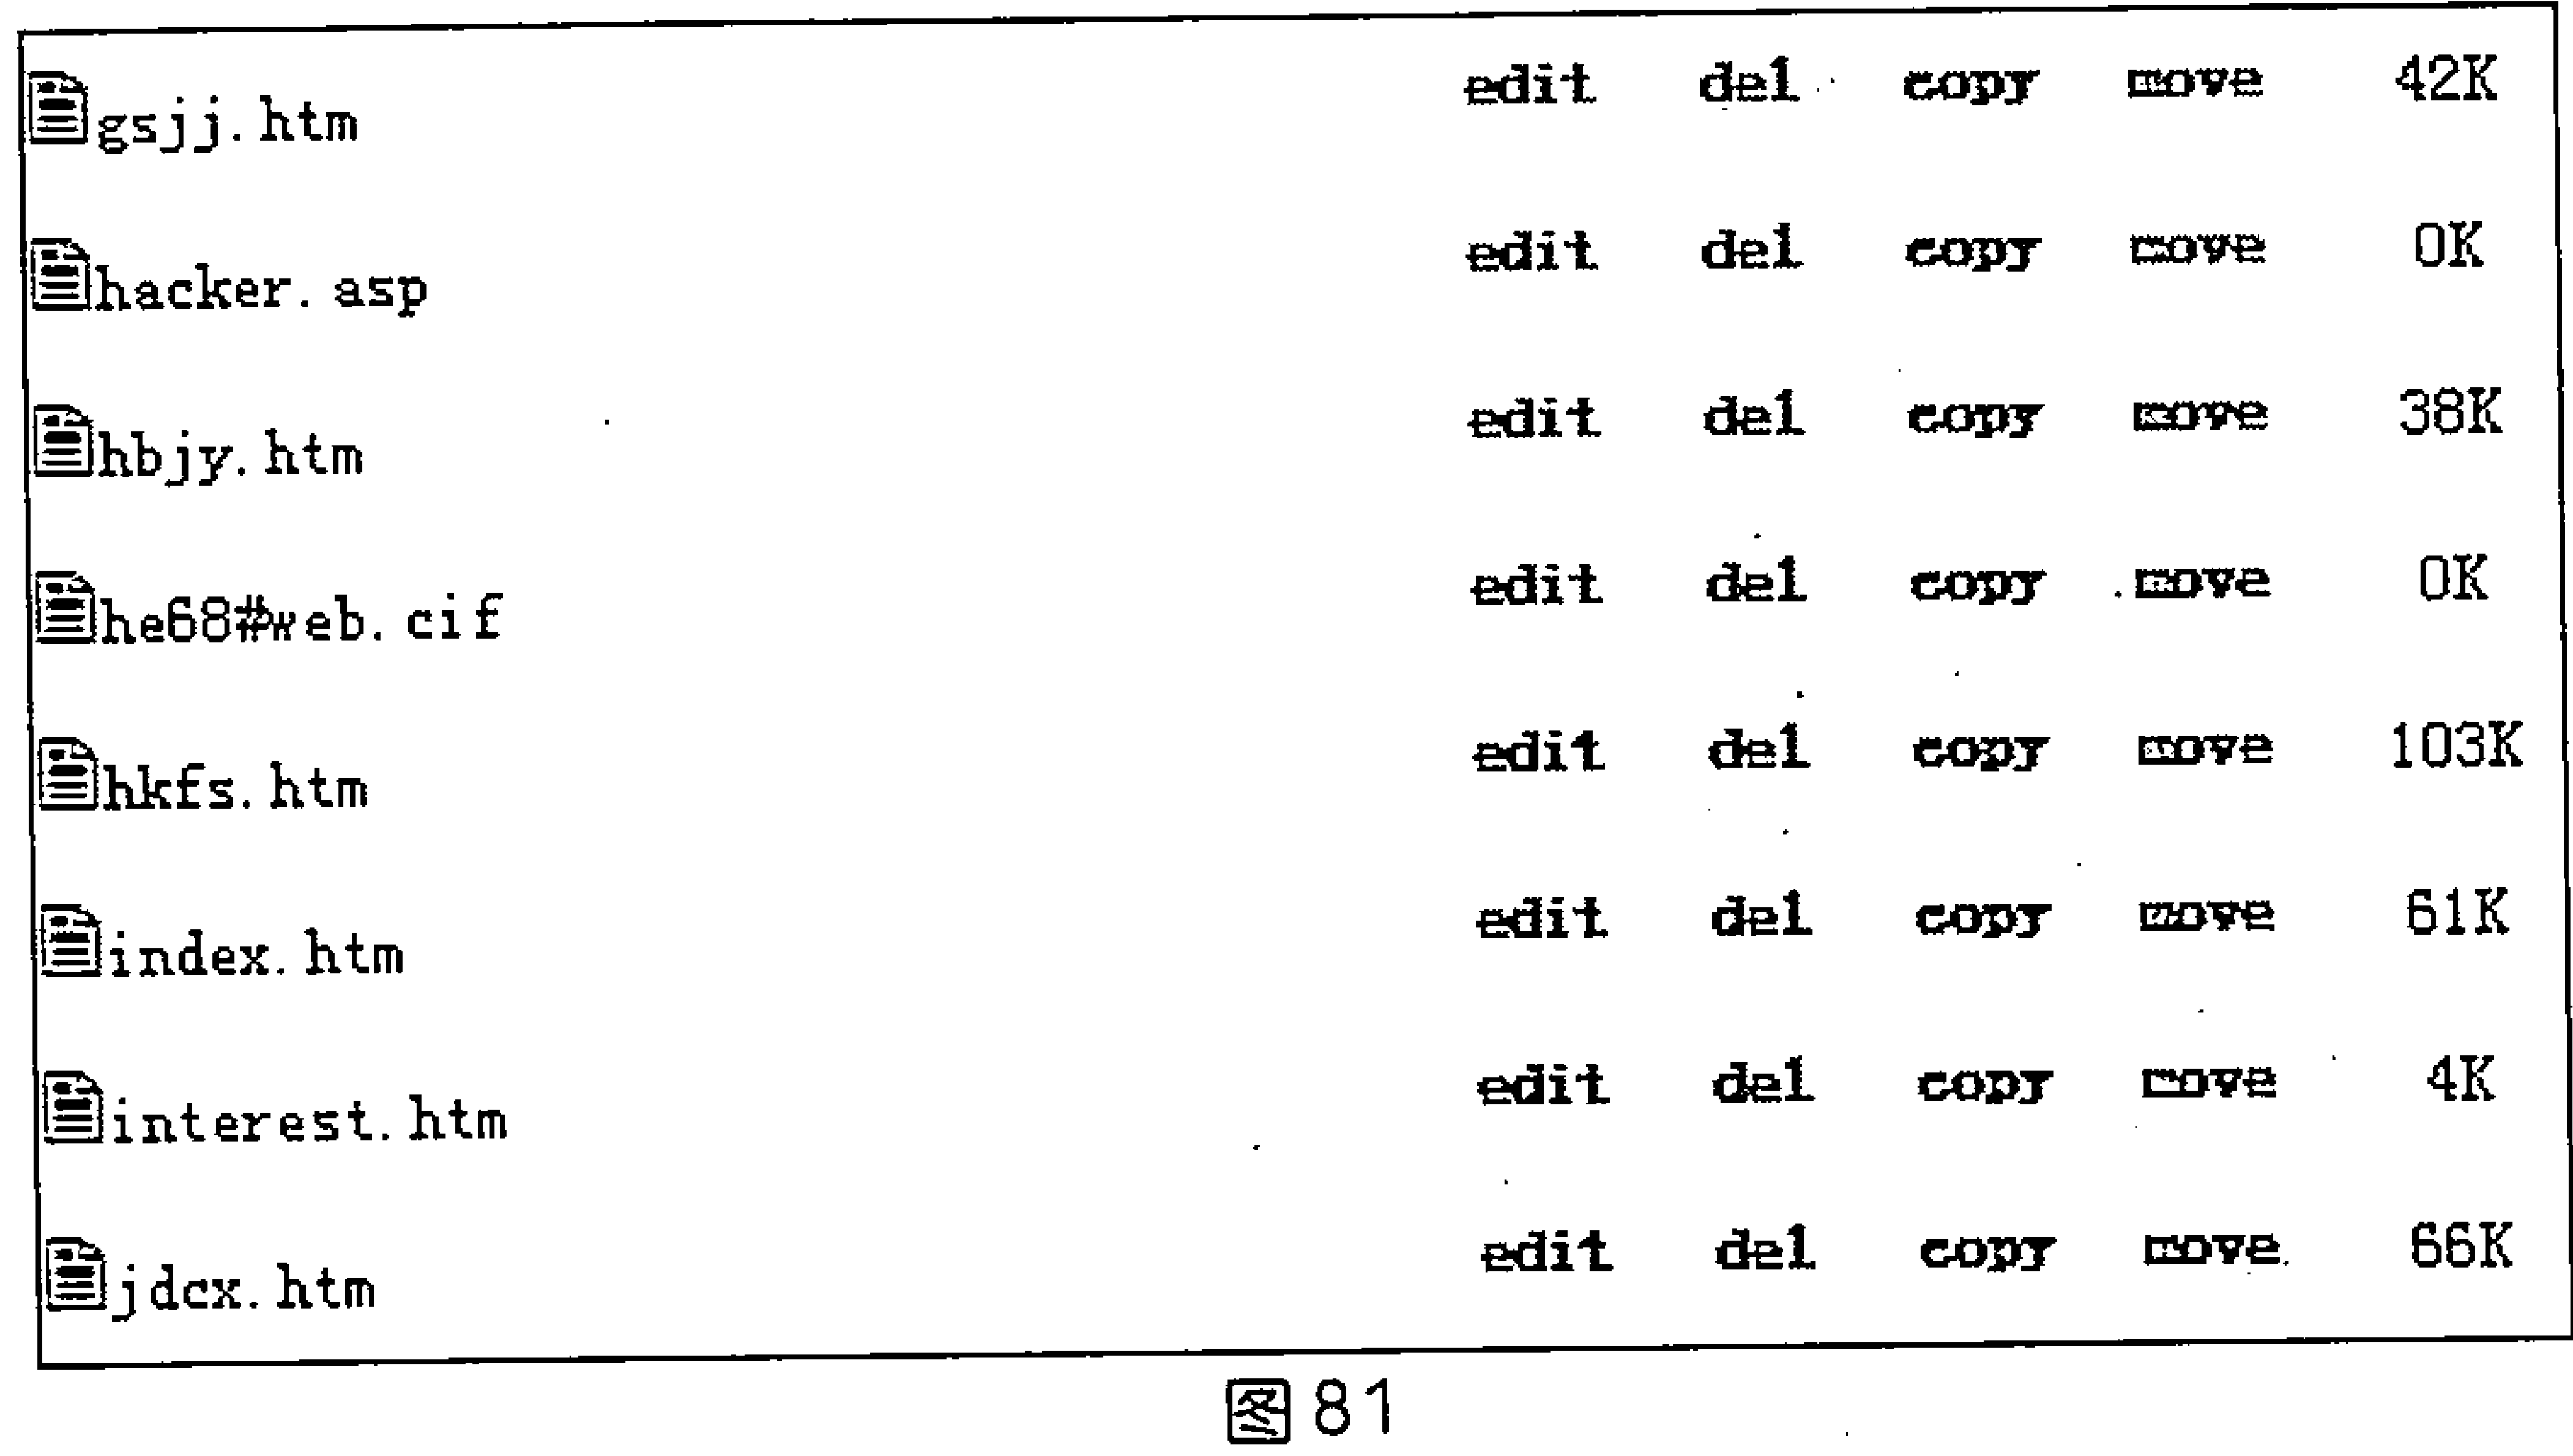 gsjj.htm edit del copy move 42K
hacker.asp edit del copy move 0K
hbjy.htm edit del copy move 38K
he68#web.cif edit del copy move 0K
hkfs.htm edit del copy move 103K
index.htm edit del copy move 61K
interest.htm edit del copy move 4K
jdcx.htm edit del copy move 66K
图 81